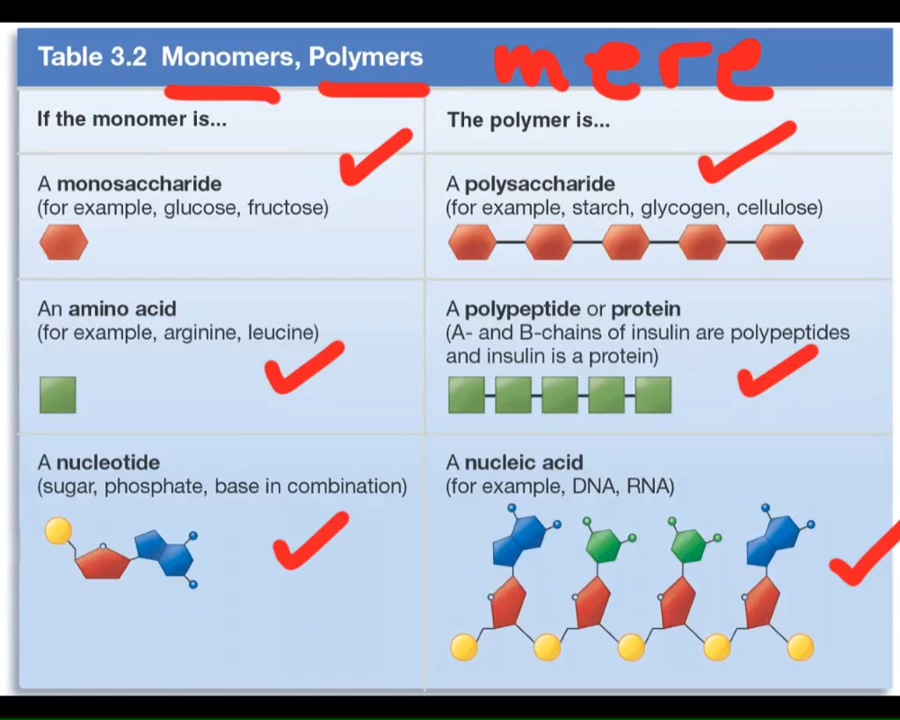 Table 3.2 Monomers, Polymers
mere
If the monomer is...
The polymer is...
A monosaccharide
(for example, glucose, fructose)
A polysaccharide
(for example, starch, glycogen, cellulose)
An amino acid
(for example, arginine, leucine)
A polypeptide or protein
(A- and B-chains of insulin are polypeptides
and insulin is a protein)
A nucleotide
(sugar, phosphate, base in combination)
A nucleic acid
(for example, DNA, RNA)